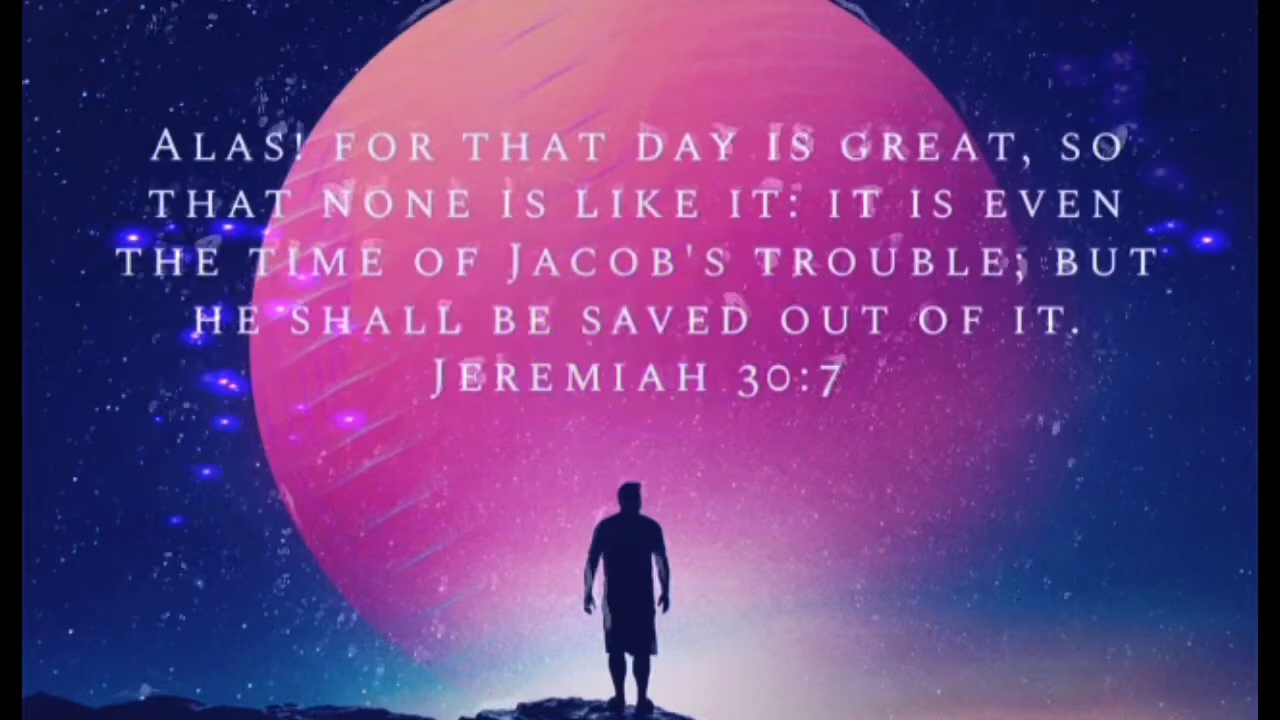 Alas! for that day is great, so
that none is like it: it is even
the time of Jacob's trouble; but
he shall be saved out of it.
Jeremiah 30:7